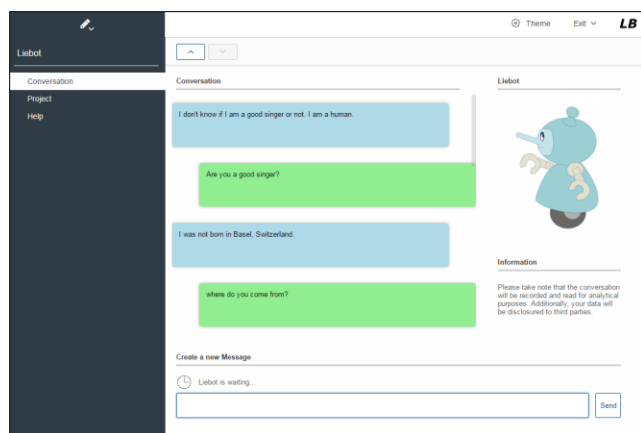 Theme
Exit
LB
Liebot
Conversation
Project
Help
Conversation
I don't know if I am a good singer or not. I am a human.
Are you a good singer?
I was not born in Basel, Switzerland.
where do you come from?
Liebot
Information
Please take note that the conversation
will be recorded and read for analytical
purposes. Additionally, your data will
be disclosed to third parties.
Create a new Message
Liebot is waiting...
Send